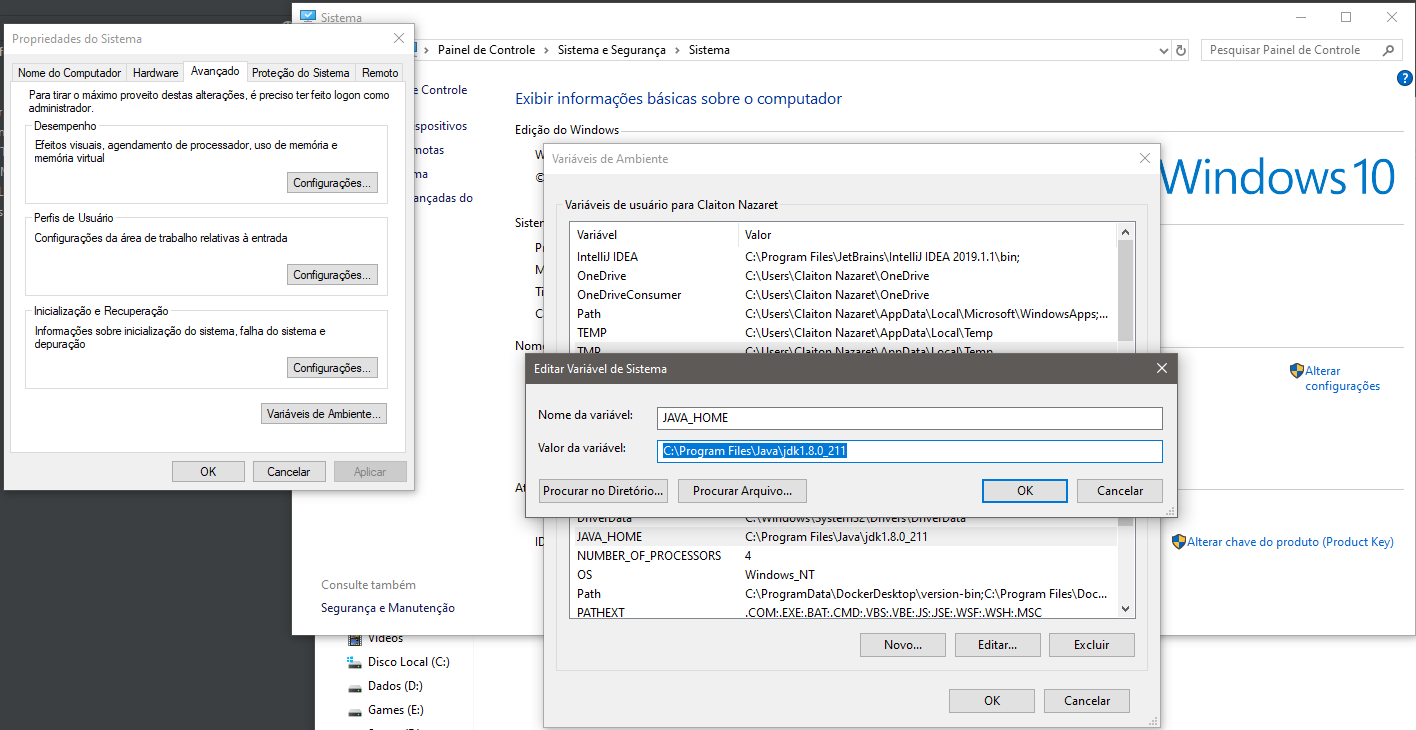 Sistema
Painel de Controle > Sistema e Segurança > Sistema
Pesquisar Painel de Controle
Propriedades do Sistema
Nome do Computador Hardware Avançado Proteção do Sistema Remoto
Para tirar o máximo proveito destas alterações, é preciso ter feito logon como
administrador.
Desempenho
Efeitos visuais, agendamento de processador, uso de memória e
memória virtual
Configurações...
Perfis de Usuário
Configurações da área de trabalho relativas à entrada
Configurações...
Inicialização e Recuperação
Informações sobre inicialização do sistema, falha do sistema e
depuração
Configurações...
Variáveis de Ambiente...
OK Cancelar Aplicar
e Controle
spositivos
motas
ma
ançadas do
Consulte também
Segurança e Manutenção
Exibir informações básicas sobre o computador
Edição do Windows
W
©
Windows 10
Sister
Nome
Alterar
configurações
At
ID
Alterar chave do produto (Product Key)
Variáveis de Ambiente
Variáveis de usuário para Claiton Nazaret
Variável Valor
IntelliJ IDEA C:\Program Files\JetBrains\IntelliJ IDEA 2019.1.1\bin;
OneDrive C:\Users\Claiton Nazaret\OneDrive
OneDriveConsumer C:\Users\Claiton Nazaret\OneDrive
Path C:\Users\Claiton Nazaret\AppData\Local\Microsoft\WindowsApps;...
TEMP C:\Users\Claiton Nazaret\AppData\Local\Temp
TMP C:\Users\Claiton Nazaret\AppData\Local\Temp
Editar Variável de Sistema
Nome da variável: JAVA_HOME
Valor da variável: C:\Program Files\Java\jdk1.8.0_211
Procurar no Diretório... Procurar Arquivo... OK Cancelar
DriverData C:\Windows\System32\Drivers\DriverData
JAVA_HOME C:\Program Files\Java\jdk1.8.0_211
NUMBER_OF_PROCESSORS 4
OS Windows_NT
Path C:\ProgramData\DockerDesktop\version-bin;C:\Program Files\Doc...
PATHEXT .COM;.EXE;.BAT;.CMD;.VBS;.VBE;.JS;.JSE;.WSF;.WSH;.MSC
Novo... Editar... Excluir
OK Cancelar
Vídeos
Disco Local (C:)
Dados (D:)
Games (E:)